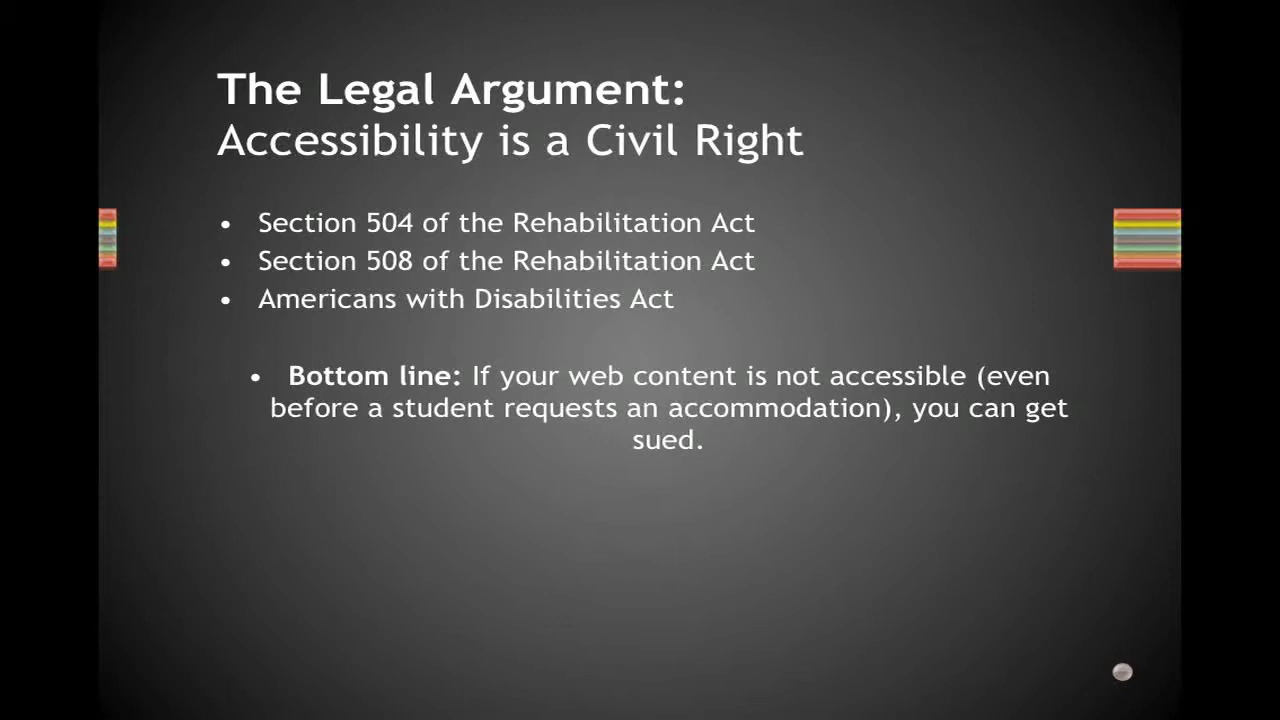 The Legal Argument:
Accessibility is a Civil Right
• Section 504 of the Rehabilitation Act
• Section 508 of the Rehabilitation Act
• Americans with Disabilities Act
• Bottom line: If your web content is not accessible (even
before a student requests an accommodation), you can get
sued.